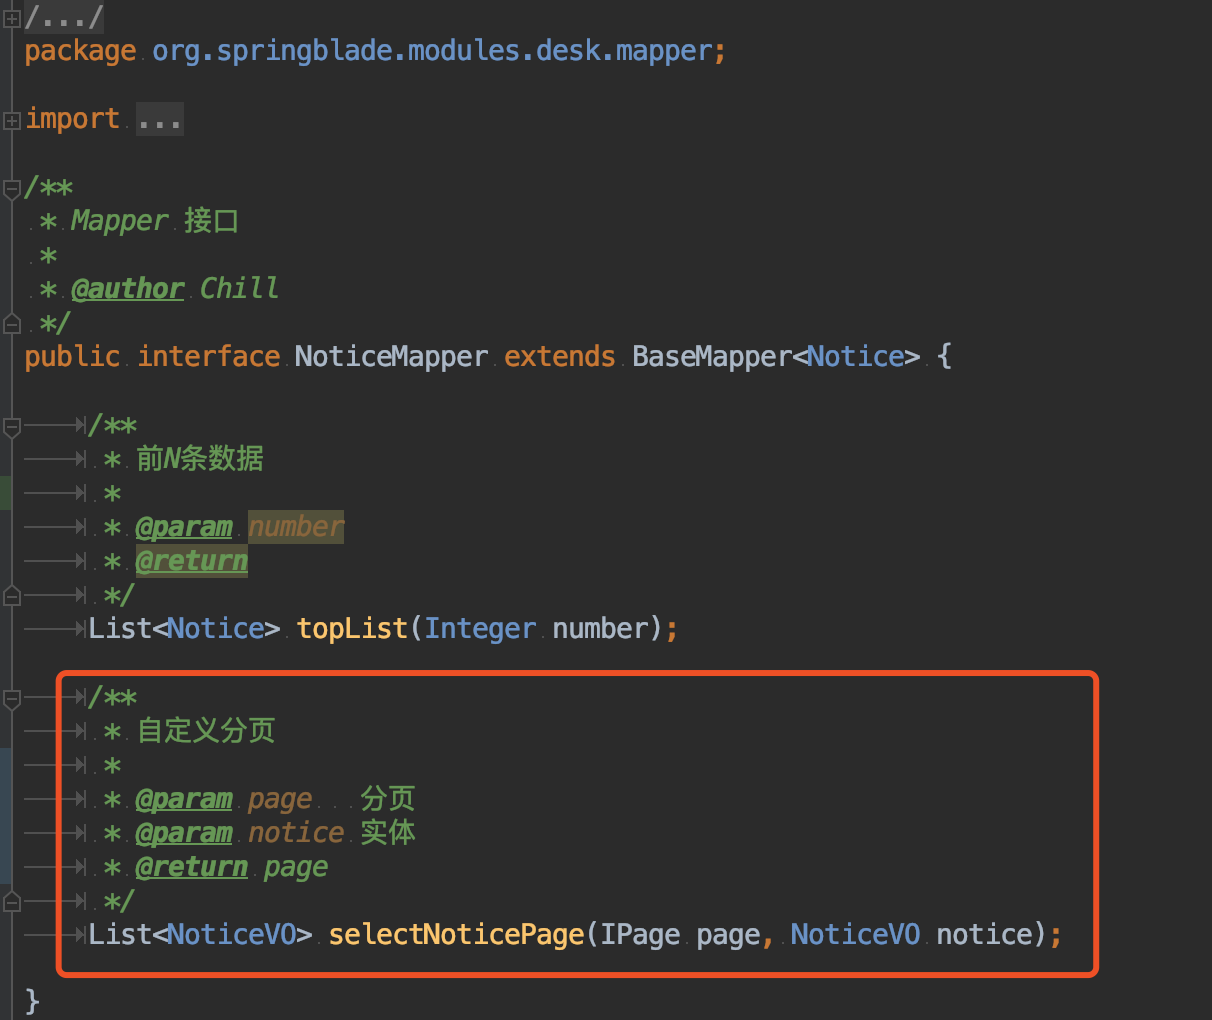 /.../
package org.springblade.modules.desk.mapper;
import ...
/**
* Mapper 接口
*
* @author Chill
*/
public interface NoticeMapper extends BaseMapper<Notice> {
/**
* 前N条数据
*
* @param number
* @return
*/
List<Notice> topList(Integer number);
/**
* 自定义分页
*
* @param page 分页
* @param notice 实体
* @return page
*/
List<NoticeVO> selectNoticePage(IPage page, NoticeVO notice);
}